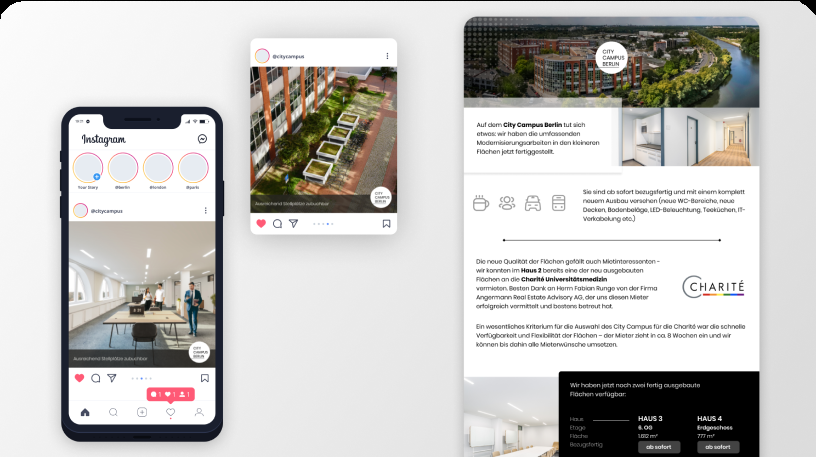 10:21
Instagram
Your Story
@berlin
@london
@paris
@citycampus
Ausreichend Stellplätze zubuchbar
CITY
CAMPUS
BERLIN
1 1 1
@citycampus
Ausreichend Stellplätze zubuchbar
CITY
CAMPUS
BERLIN
CITY
CAMPUS
BERLIN
Auf dem City Campus Berlin tut sich
etwas: wir haben die umfassenden
Modernisierungsarbeiten in den kleineren
Flächen jetzt fertiggestellt.
Sie sind ab sofort bezugsfertig und mit einem komplett
neuem Ausbau versehen (neue WC-Bereiche, neue
Decken, Bodenbeläge, LED-Beleuchtung, Teeküchen, IT-
Verkabelung etc.)
Die neue Qualität der Flächen gefällt auch Mietinteressenten -
wir konnten im Haus 2 bereits eine der neu ausgebauten
Flächen an die Charité Universitätsmedizin
vermieten. Besten Dank an Herrn Fabian Runge von der Firma
Angermann Real Estate Advisory AG, der uns diesen Mieter
erfolgreich vermittelt und bestens betreut hat.
CHARITÉ
Ein wesentliches Kriterium für die Auswahl des City Campus für die Charité war die schnelle
Verfügbarkeit und Flexibilität der Flächen – der Mieter zieht in ca. 8 Wochen ein und wir
können bis dahin alle Mieterwünsche umsetzen.
Wir haben jetzt noch zwei fertig ausgebaute
Flächen verfügbar:
Haus HAUS 3 HAUS 4
Etage 6. OG Erdgeschoss
Fläche 1.612 m² 777 m²
Bezugsfertig ab sofort ab sofort